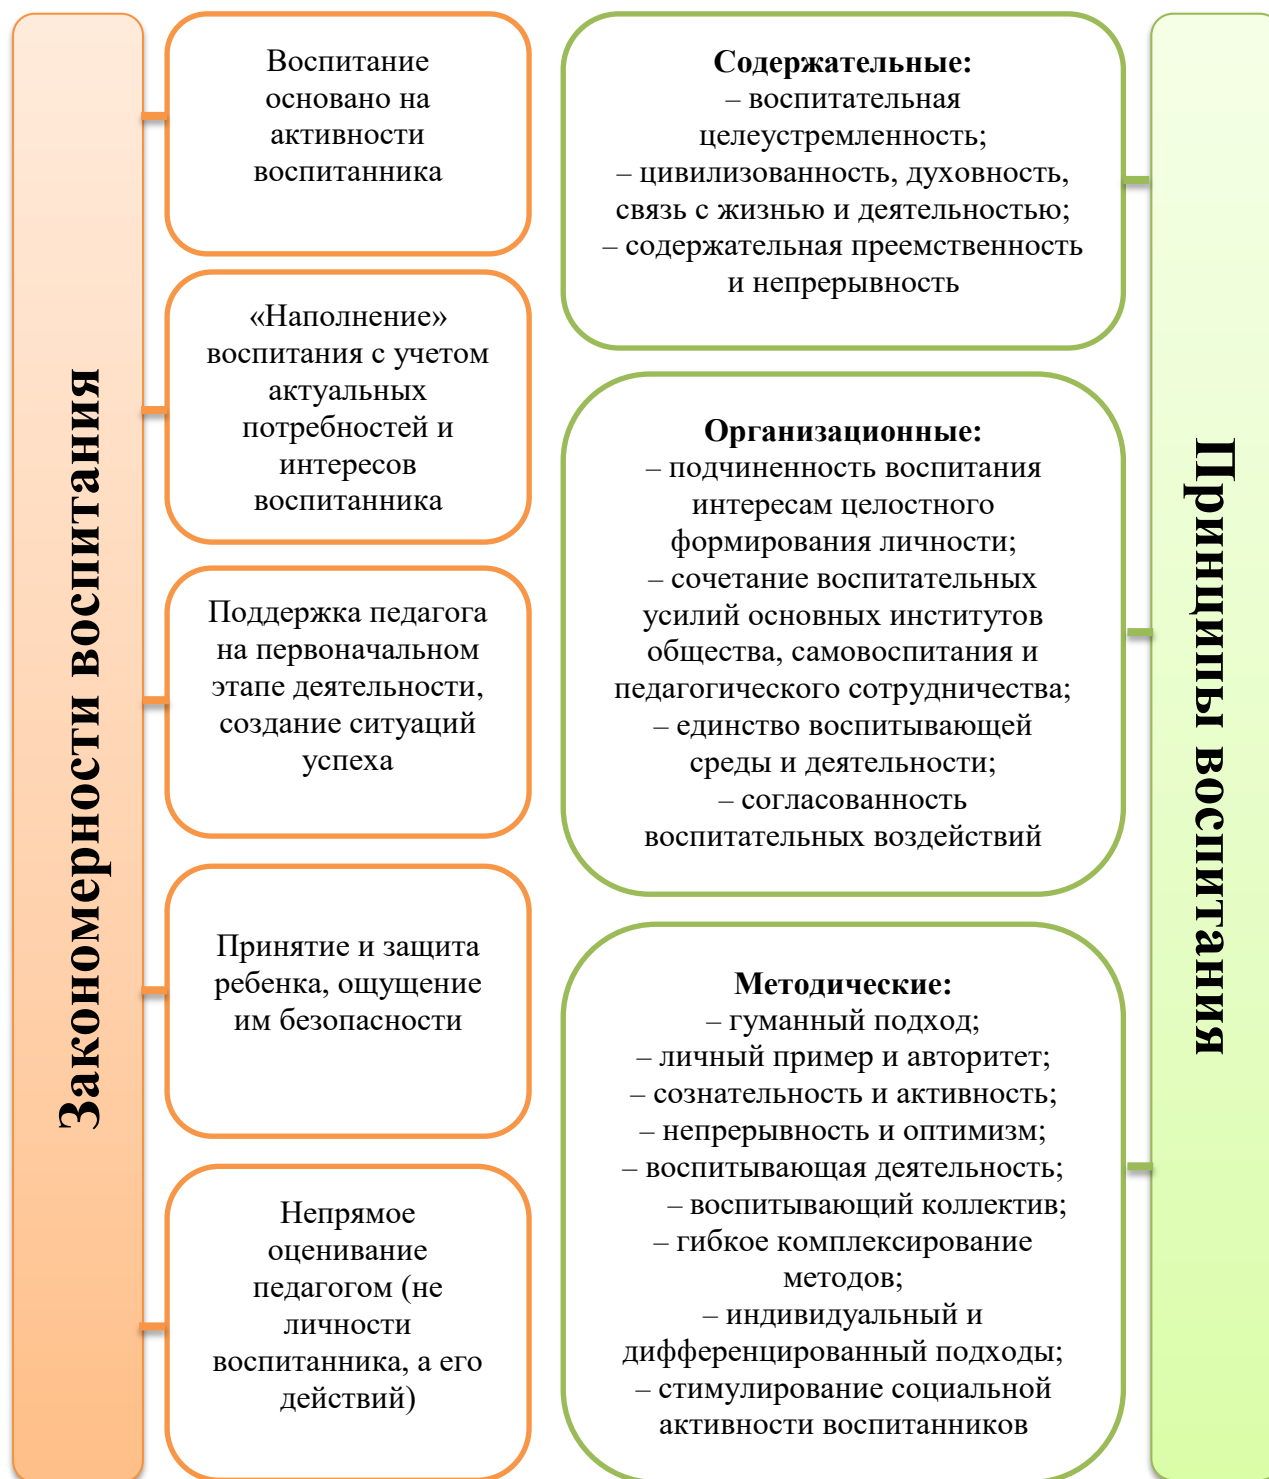 Закономерности воспитания
Воспитание
основано на
активности
воспитанника
«Наполнение»
воспитания с учетом
актуальных
потребностей и
интересов
воспитанника
Поддержка педагога
на первоначальном
этапе деятельности,
создание ситуаций
успеха
Принятие и защита
ребенка, ощущение
им безопасности
Непрямое
оценивание
педагогом (не
личности
воспитанника, а его
действий)
Содержательные:
– воспитательная
целеустремленность;
– цивилизованность, духовность,
связь с жизнью и деятельностью;
– содержательная преемственность
и непрерывность
Организационные:
– подчиненность воспитания
интересам целостного
формирования личности;
– сочетание воспитательных
усилий основных институтов
общества, самовоспитания и
педагогического сотрудничества;
– единство воспитывающей
среды и деятельности;
– согласованность
воспитательных воздействий
Методические:
– гуманный подход;
– личный пример и авторитет;
– сознательность и активность;
– непрерывность и оптимизм;
– воспитывающая деятельность;
– воспитывающий коллектив;
– гибкое комплексирование
методов;
– индивидуальный и
дифференцированный подходы;
– стимулирование социальной
активности воспитанников
Принципы воспитания